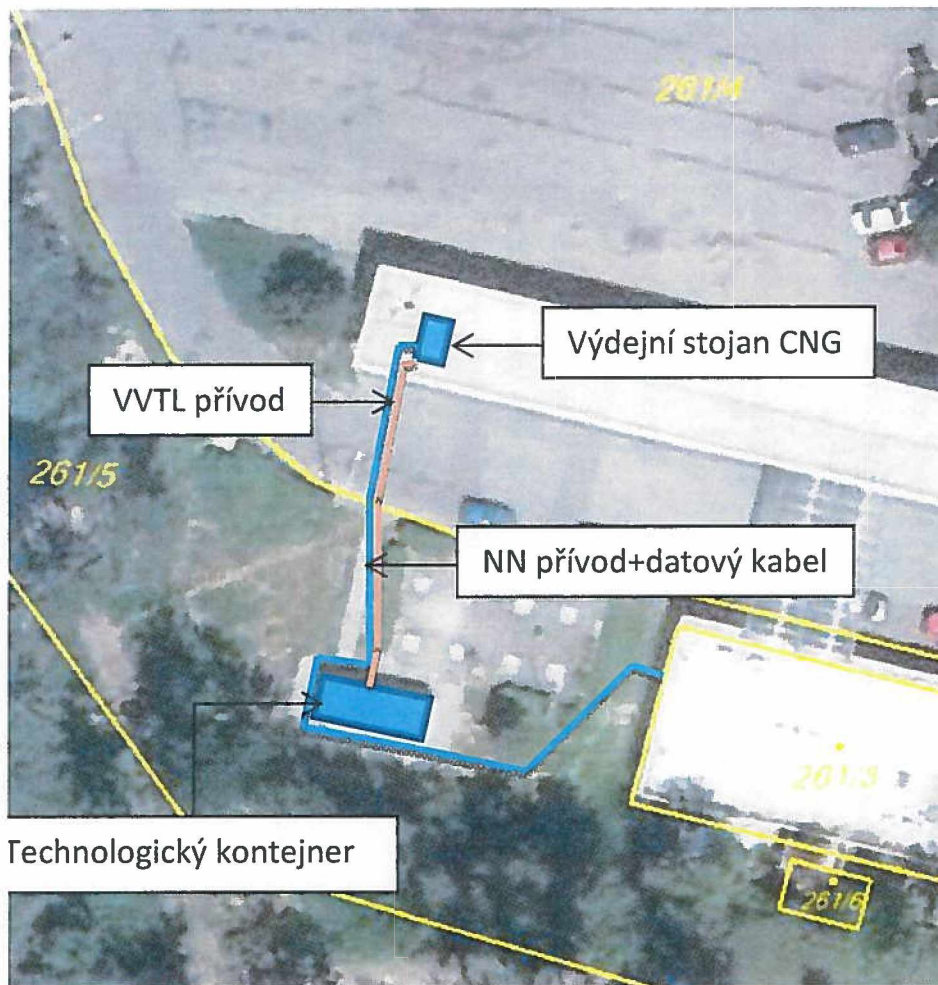 261/4
Výdejní stojan CNG
VVTL přívod
261/5
NN přívod+datový kabel
261/3
Technologický kontejner
261/6